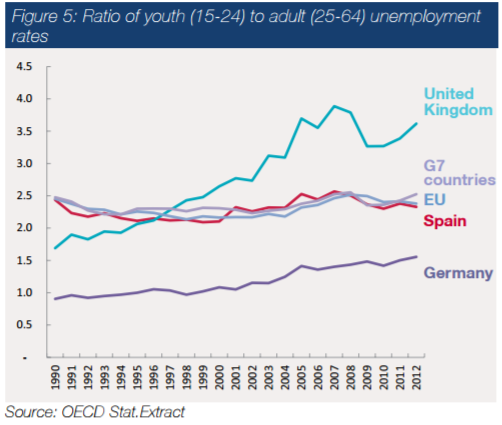 Figure 5: Ratio of youth (15-24) to adult (25-64) unemployment
rates
4.5
4.0
3.5
3.0
2.5
2.0
1.5
1.0
0.5
-
United
Kingdom
G7
countries
EU
Spain
Germany
1990 1991 1992 1993 1994 1995 1996 1997 1998 1999 2000 2001 2002 2003 2004 2005 2006 2007 2008 2009 2010 2011 2012
Source: OECD Stat.Extract